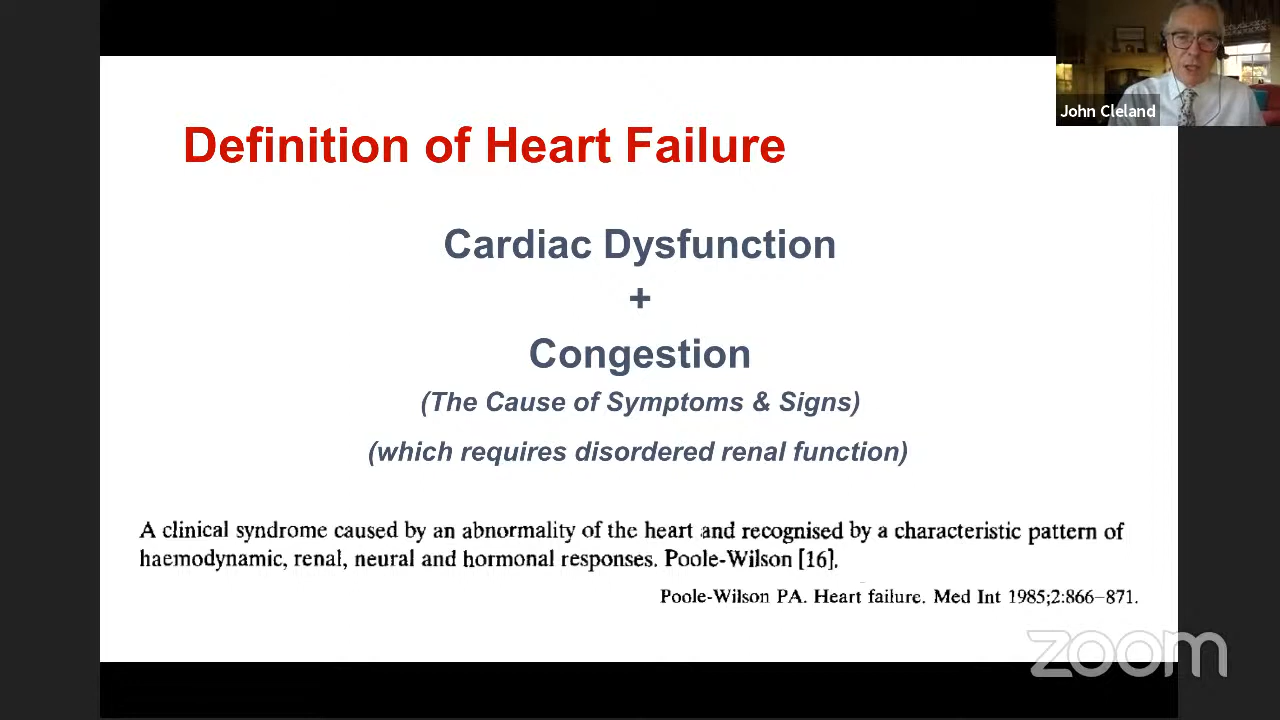 John Cleland
Definition of Heart Failure
Cardiac Dysfunction
+
Congestion
(The Cause of Symptoms & Signs)
(which requires disordered renal function)
A clinical syndrome caused by an abnormality of the heart and recognised by a characteristic pattern of
haemodynamic, renal, neural and hormonal responses. Poole-Wilson [16].
Poole-Wilson PA. Heart failure. Med Int 1985;2:866–871.
zoom